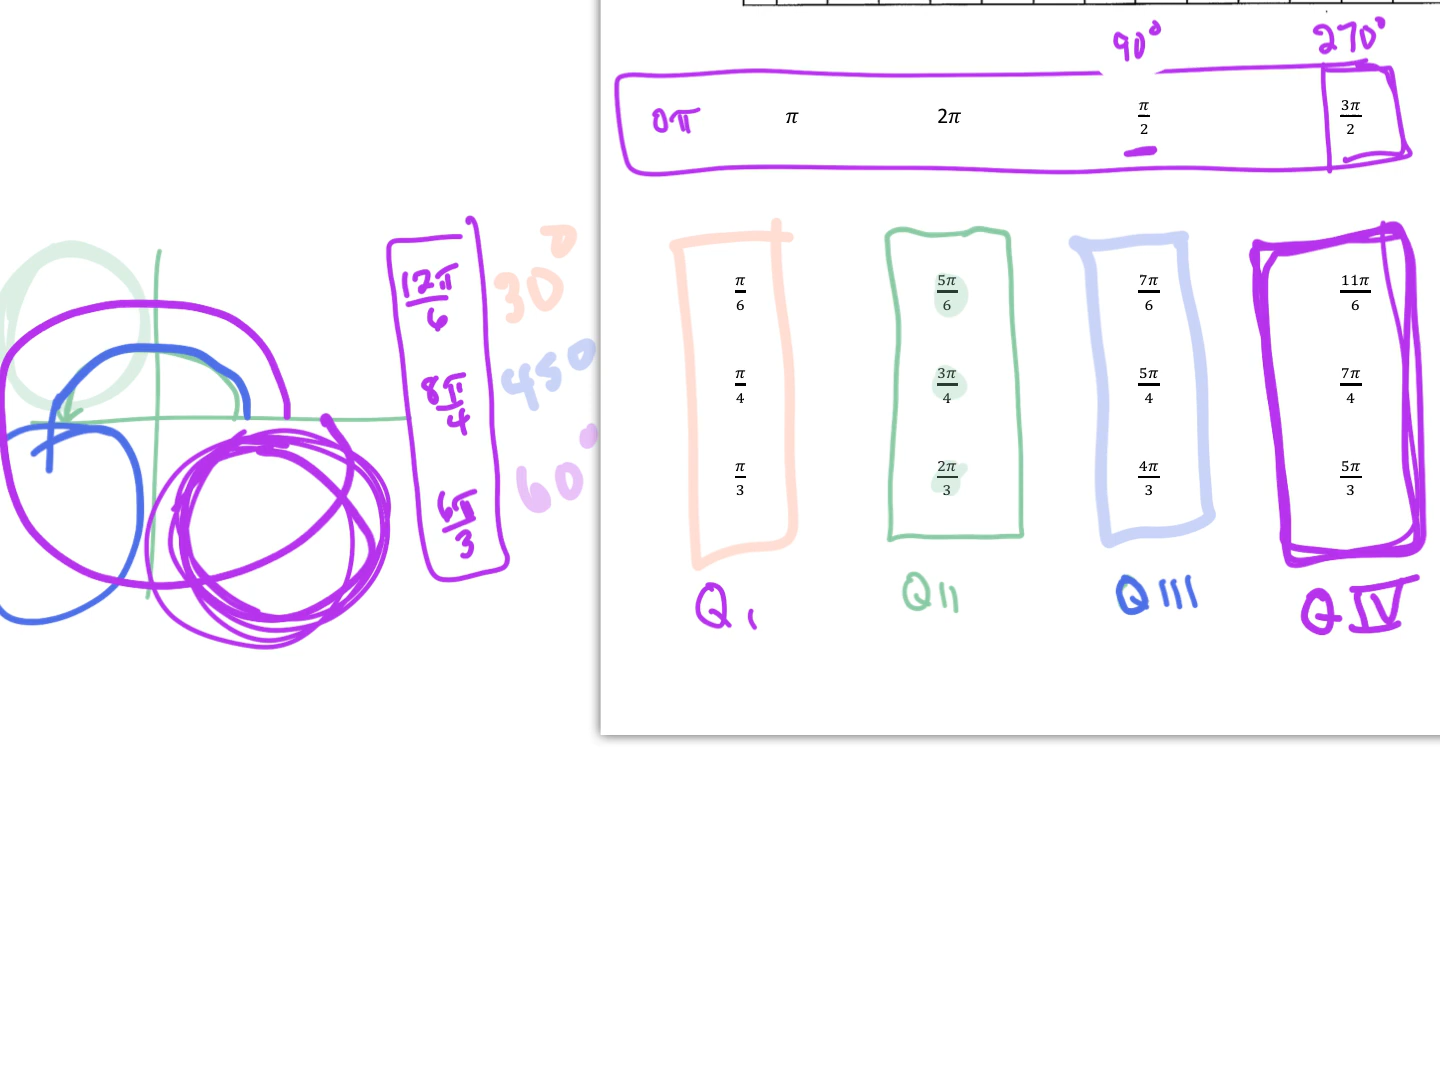 90° 270°
0π π 2π π/2 3π/2
12π/6 30°
8π/4 45°
6π/3 60°
π/6 5π/6 7π/6 11π/6
π/4 3π/4 5π/4 7π/4
π/3 2π/3 4π/3 5π/3
Q I Q II Q III Q IV